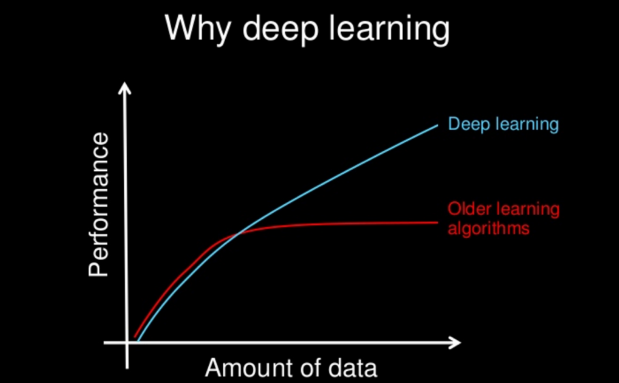 Why deep learning
Deep learning
Performance
Older learning
algorithms
Amount of data